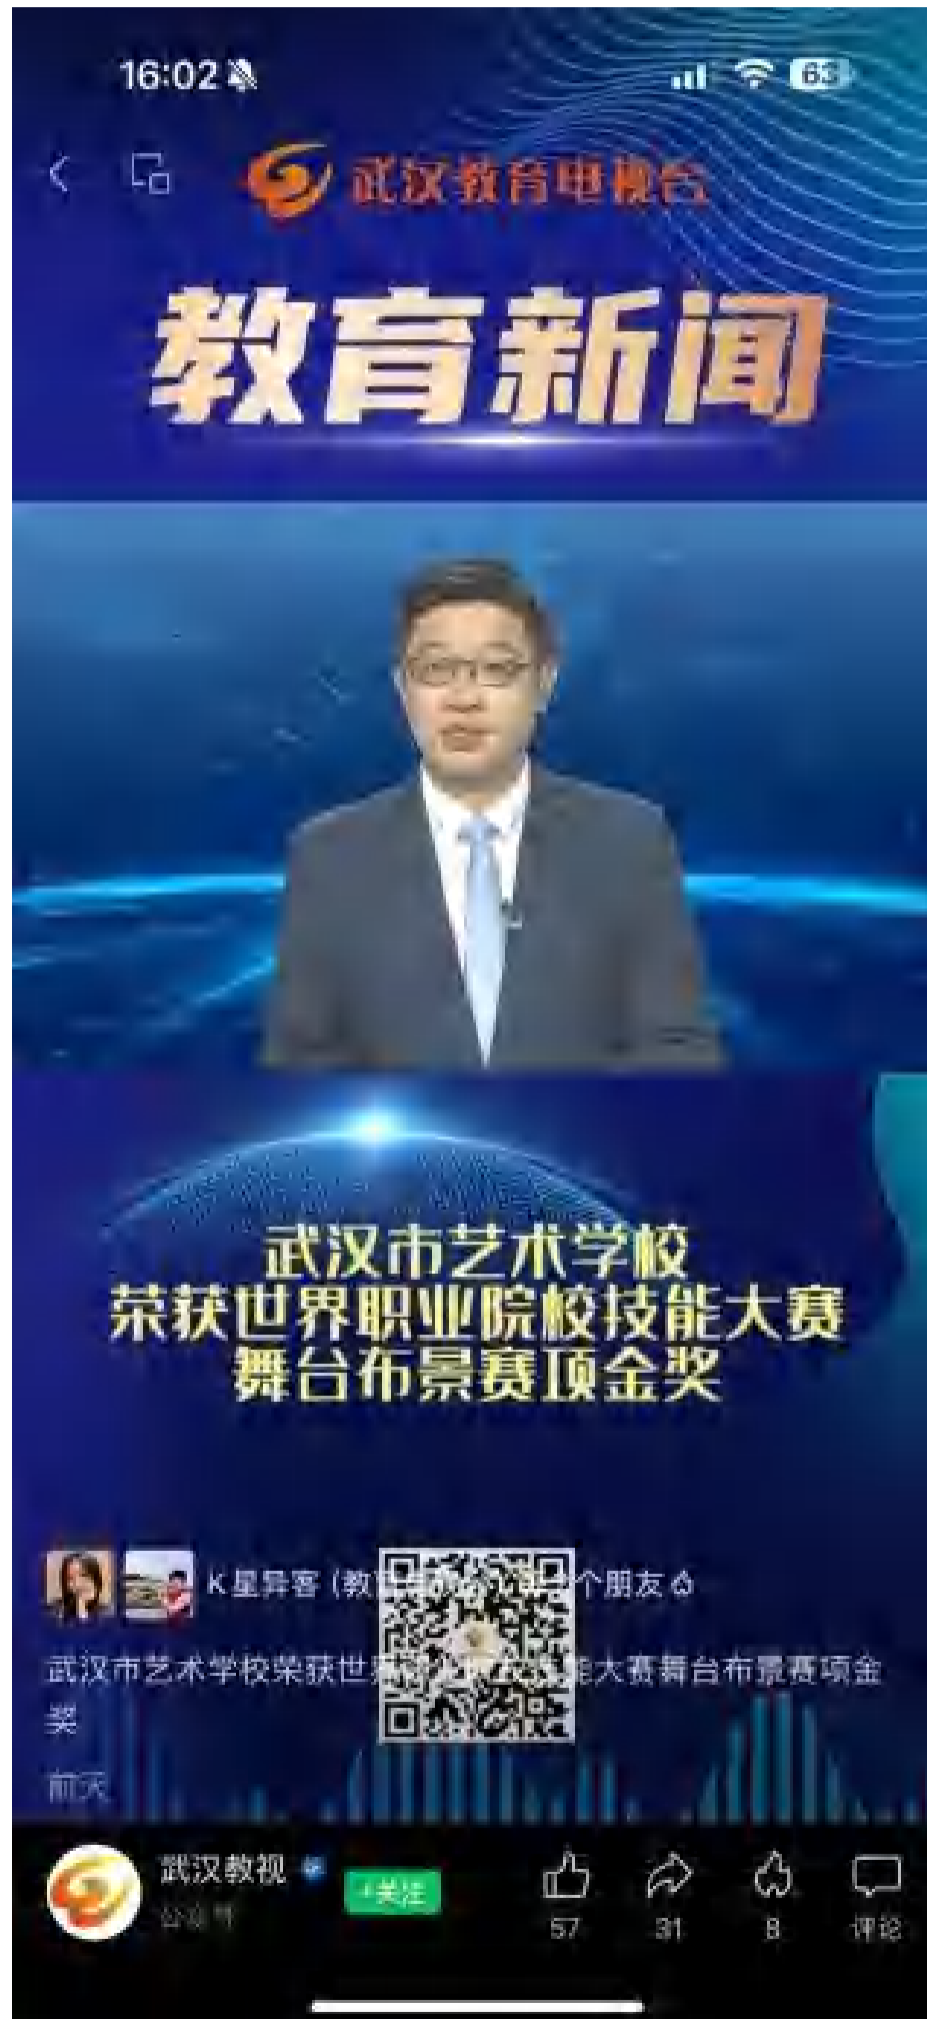 16:02
63
武汉教育电视台
教育新闻
武汉市艺术学校
荣获世界职业院校技能大赛
舞台布景赛项金奖
K星异客 (教 个朋友
武汉市艺术学校荣获世 能大赛舞台布景赛项金
奖
前天
武汉教视
+关注
公众号
57
31
8
评论